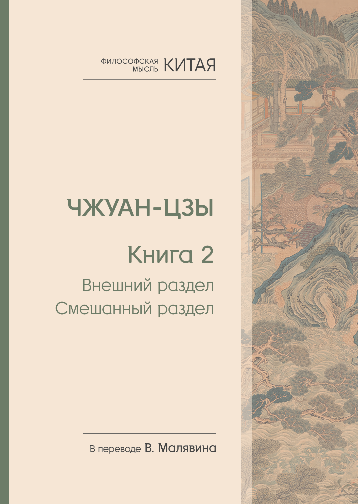 ФИЛОСОФСКАЯ
МЫСЛЬ КИТАЯ
ЧЖУАН-ЦЗЫ
Книга 2
Внешний раздел
Смешанный раздел
В переводе В. Малявина